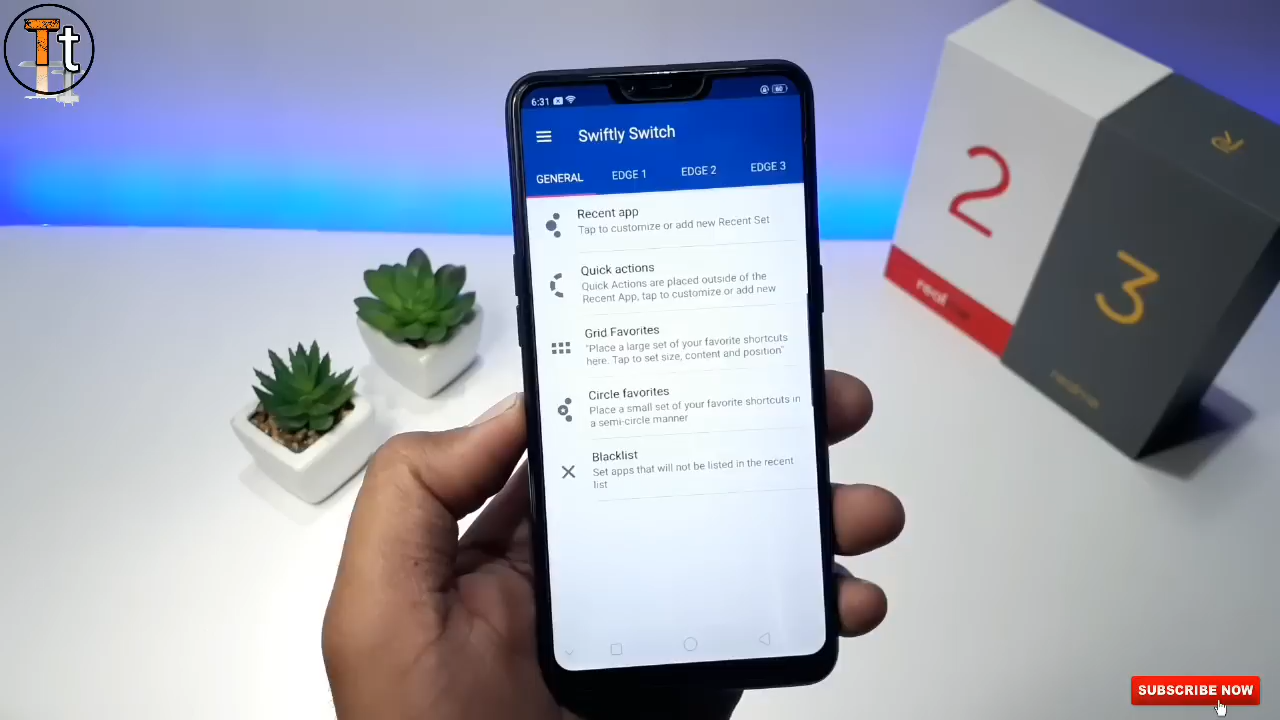 Tt
6:31
60
Swiftly Switch
GENERAL EDGE 1 EDGE 2 EDGE 3
Recent app
Tap to customize or add new Recent Set
Quick actions
Quick Actions are placed outside of the
Recent App, tap to customize or add new
Grid Favorites
"Place a large set of your favorite shortcuts
here. Tap to set size, content and position"
Circle favorites
Place a small set of your favorite shortcuts in
a semi-circle manner
Blacklist
Set apps that will not be listed in the recent
list
2
realme
R
3
realme
SUBSCRIBE NOW